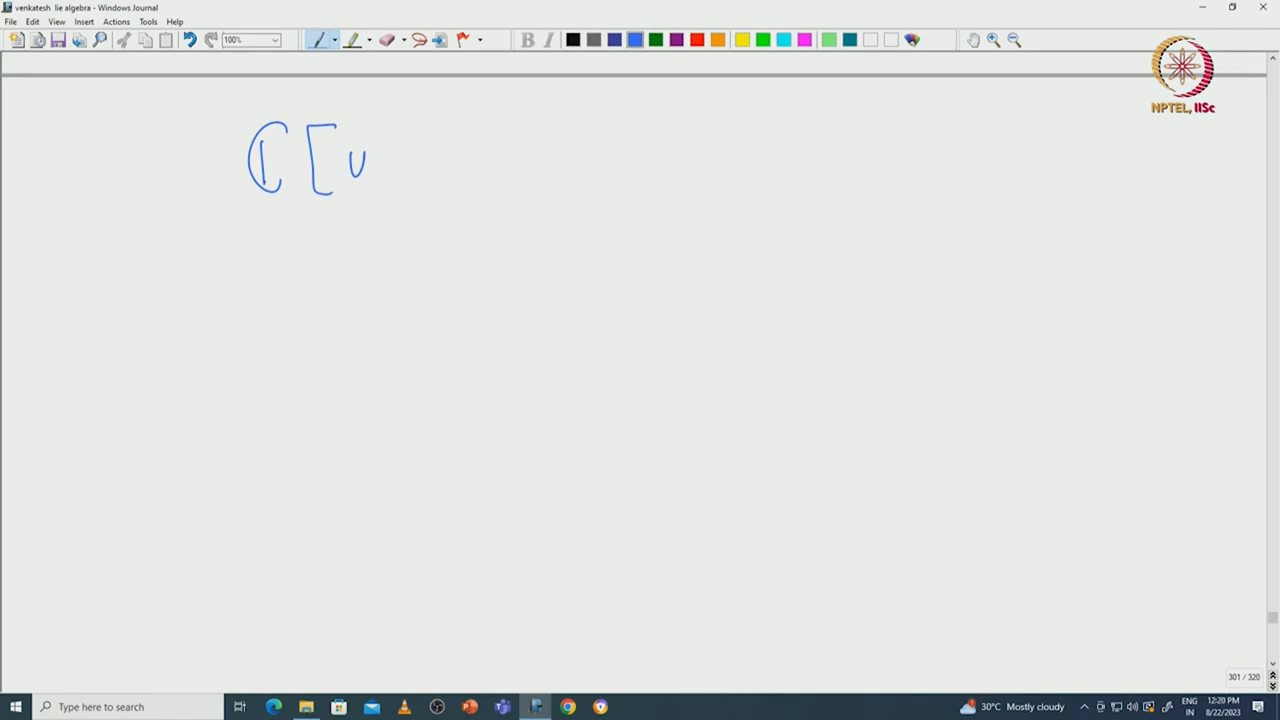 venkatesh lie algebra - Windows Journal
File Edit View Insert Actions Tools Help
100%
B I
NPTEL, IISc
ℂ [ u
301 / 320
Type here to search
30°C Mostly cloudy
ENG
IN
12:20 PM
8/22/2023